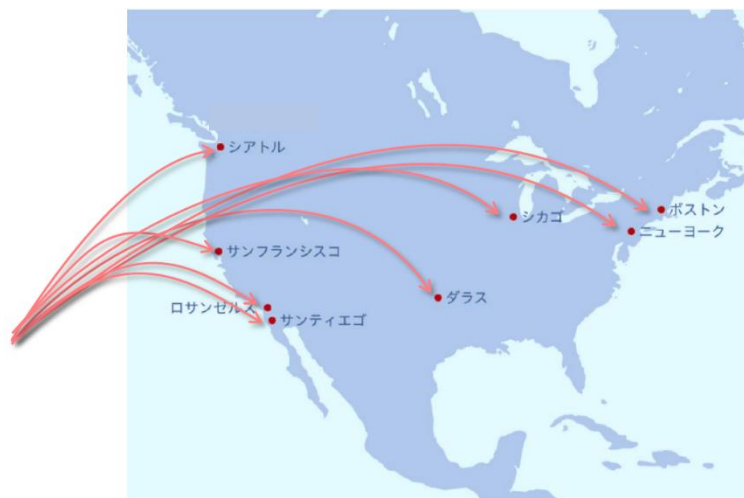 シアトル
ボストン
シカゴ
ニューヨーク
サンフランシスコ
ダラス
ロサンゼルス
サンティエゴ